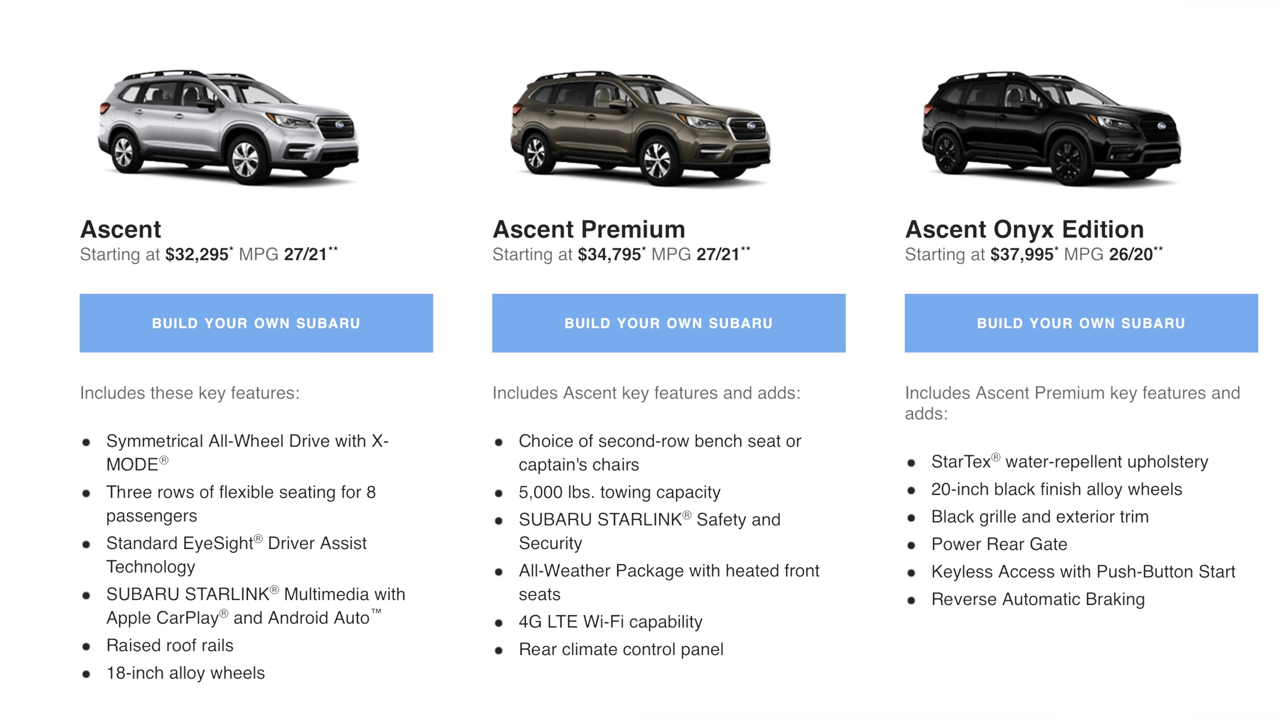 Ascent
Starting at $32,295* MPG 27/21**
BUILD YOUR OWN SUBARU
Includes these key features:
• Symmetrical All-Wheel Drive with X-
MODE®
• Three rows of flexible seating for 8
passengers
• Standard EyeSight® Driver Assist
Technology
• SUBARU STARLINK® Multimedia with
Apple CarPlay® and Android Auto™
• Raised roof rails
• 18-inch alloy wheels
Ascent Premium
Starting at $34,795* MPG 27/21**
BUILD YOUR OWN SUBARU
Includes Ascent key features and adds:
• Choice of second-row bench seat or
captain's chairs
• 5,000 lbs. towing capacity
• SUBARU STARLINK® Safety and
Security
• All-Weather Package with heated front
seats
• 4G LTE Wi-Fi capability
• Rear climate control panel
Ascent Onyx Edition
Starting at $37,995* MPG 26/20**
BUILD YOUR OWN SUBARU
Includes Ascent Premium key features and
adds:
• StarTex® water-repellent upholstery
• 20-inch black finish alloy wheels
• Black grille and exterior trim
• Power Rear Gate
• Keyless Access with Push-Button Start
• Reverse Automatic Braking